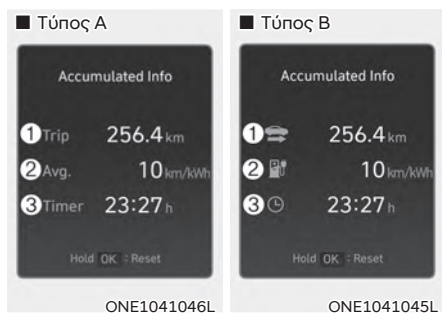 ■ Τύπος A
Accumulated Info
① Trip 256.4 km
② Avg. 10 km/kWh
③ Timer 23:27 h
Hold OK : Reset
ONE1041046L
■ Τύπος B
Accumulated Info
① 256.4 km
② 10 km/kWh
③ 23:27 h
Hold OK : Reset
ONE1041045L